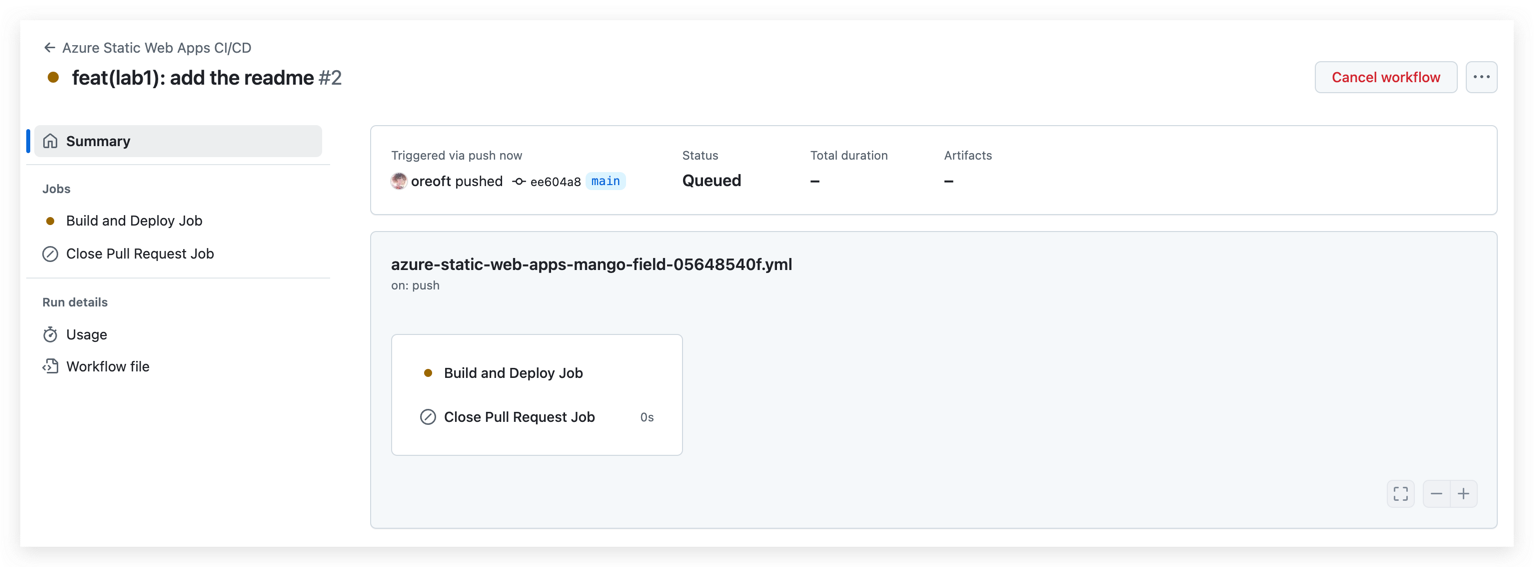 Azure Static Web Apps CI/CD
feat(lab1): add the readme #2
Cancel workflow
Summary
Jobs
Build and Deploy Job
Close Pull Request Job
Run details
Usage
Workflow file
Triggered via push now
oreoft pushed ee604a8 main
Status
Queued
Total duration
–
Artifacts
–
azure-static-web-apps-mango-field-05648540f.yml
on: push
Build and Deploy Job
Close Pull Request Job 0s